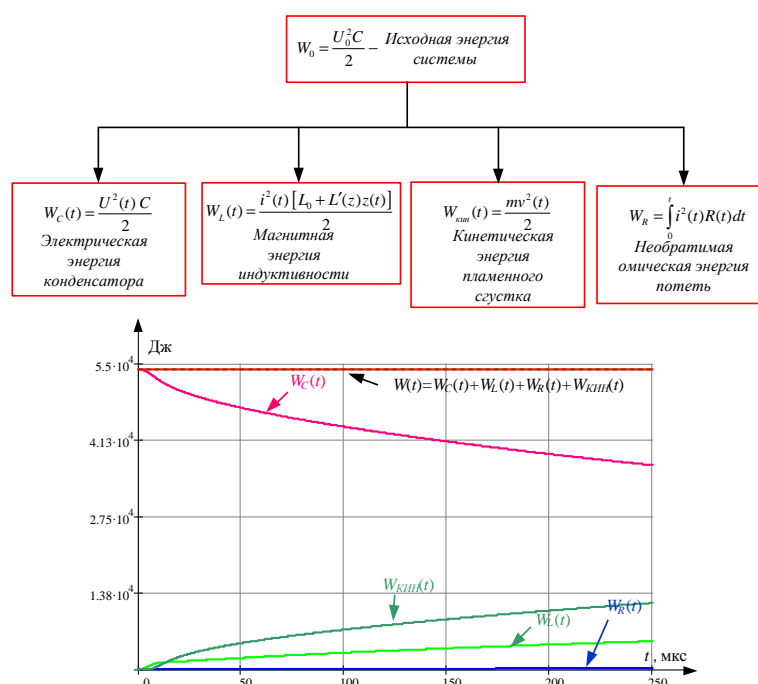 W₀ = U₀²C / 2 − Исходная энергия
системы
W_C(t) = U²(t) C / 2
Электрическая
энергия
конденсатора
W_L(t) = i²(t)[L₀ + L′(z)z(t)] / 2
Магнитная
энергия
индуктивности
W_кин(t) = mv²(t) / 2
Кинетическая
энергия
пламенного
сгустка
W_R = ∫₀ᵗ i²(t)R(t)dt
Необратимая
омическая энергия
потеть
Дж
5.5·10⁴
W_C(t)
W(t)=W_C(t)+W_L(t)+W_R(t)+W_КИН(t)
4.13·10⁴
2.75·10⁴
1.38·10⁴
W_КИН(t)
W_L(t)
W_R(t)
t, мкс
0 50 100 150 200 250